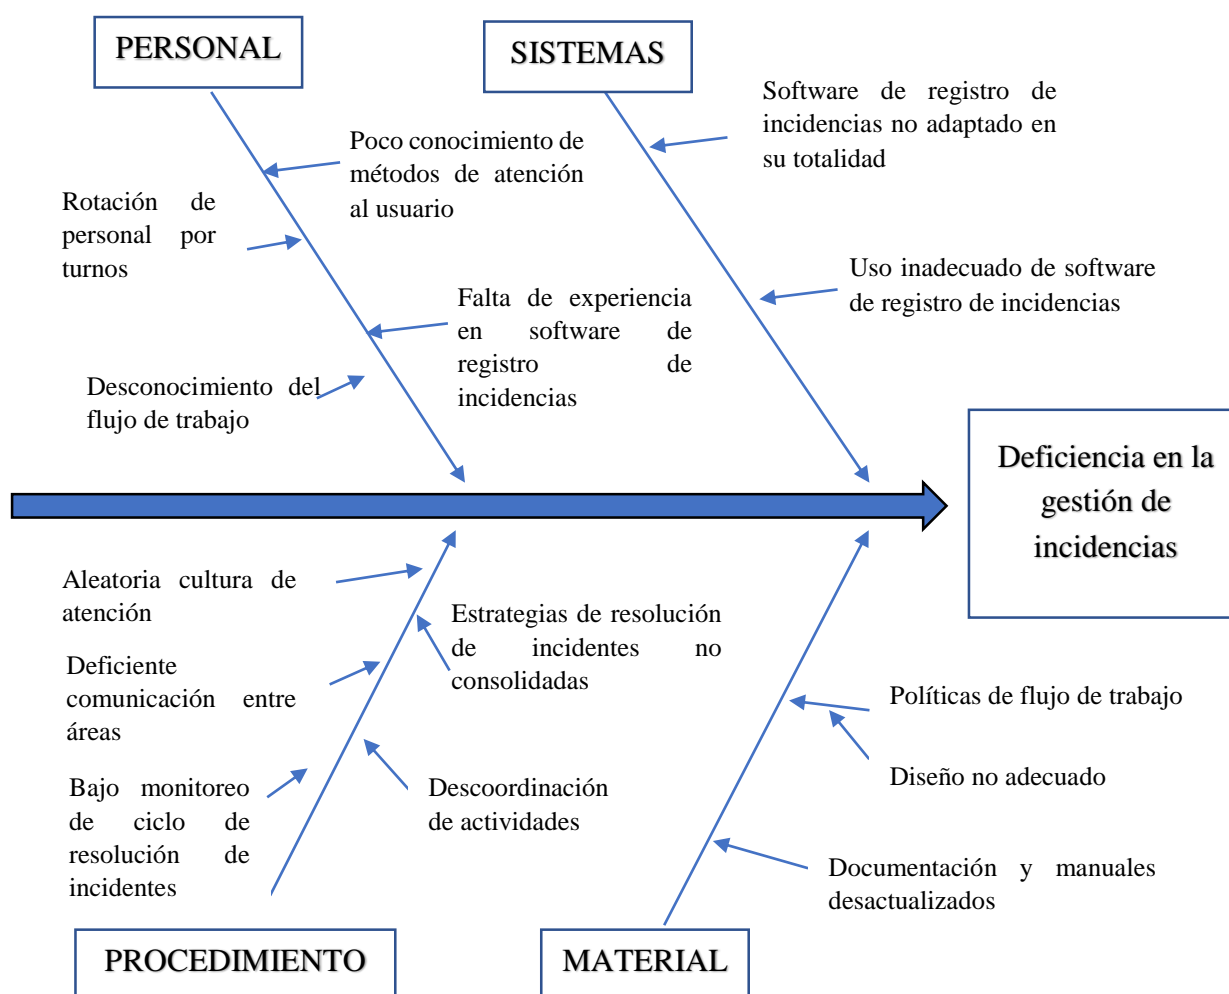 PERSONAL
SISTEMAS
Software de registro de
incidencias no adaptado en
su totalidad
Poco conocimiento de
métodos de atención
al usuario
Rotación de
personal por
turnos
Uso inadecuado de software
de registro de incidencias
Falta de experiencia
en software de
registro de
incidencias
Desconocimiento del
flujo de trabajo
Deficiencia en la
gestión de
incidencias
Aleatoria cultura de
atención
Estrategias de resolución
de incidentes no
consolidadas
Deficiente
comunicación entre
áreas
Políticas de flujo de trabajo
Diseño no adecuado
Bajo monitoreo
de ciclo de
resolución de
incidentes
Descoordinación
de actividades
Documentación y manuales
desactualizados
PROCEDIMIENTO
MATERIAL